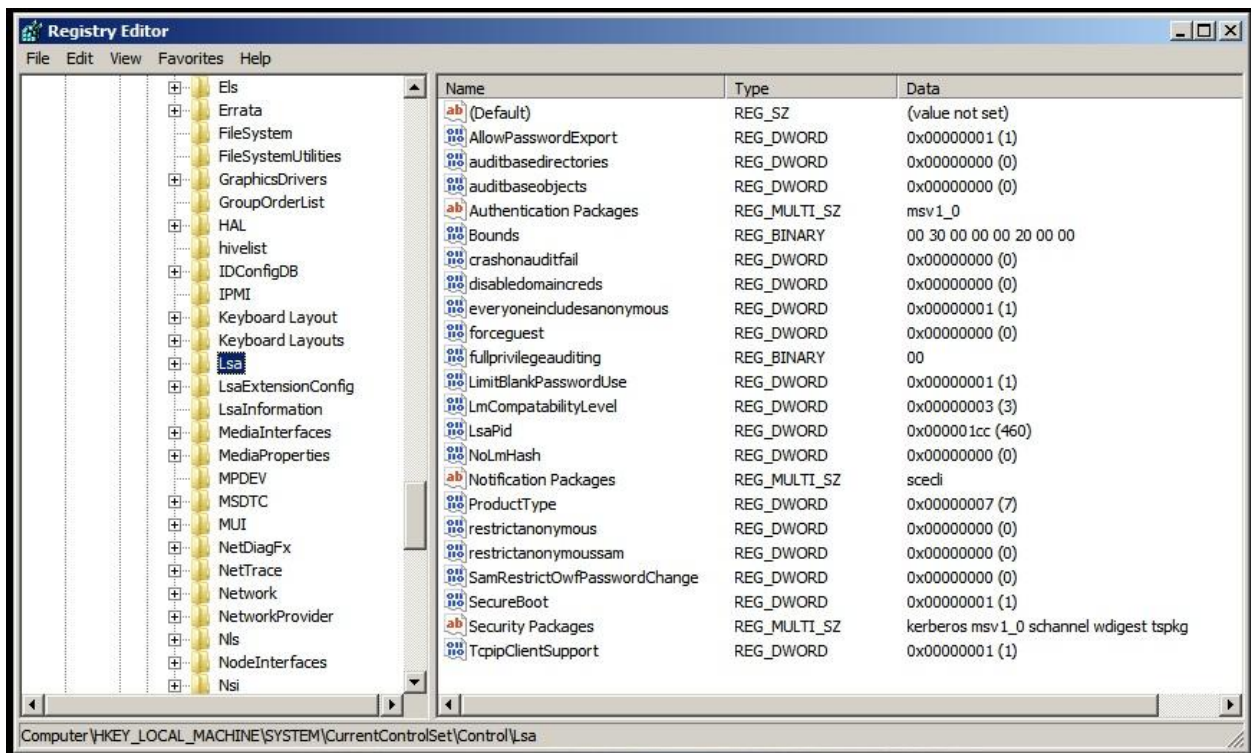 Registry Editor
File Edit View Favorites Help
Els
Errata
FileSystem
FileSystemUtilities
GraphicsDrivers
GroupOrderList
HAL
hivelist
IDConfigDB
IPMI
Keyboard Layout
Keyboard Layouts
Lsa
LsaExtensionConfig
LsaInformation
MediaInterfaces
MediaProperties
MPDEV
MSDTC
MUI
NetDiagFx
NetTrace
Network
NetworkProvider
Nls
NodeInterfaces
Nsi
Name Type Data
(Default) REG_SZ (value not set)
AllowPasswordExport REG_DWORD 0x00000001 (1)
auditbasedirectories REG_DWORD 0x00000000 (0)
auditbaseobjects REG_DWORD 0x00000000 (0)
Authentication Packages REG_MULTI_SZ msv1_0
Bounds REG_BINARY 00 30 00 00 00 20 00 00
crashonauditfail REG_DWORD 0x00000000 (0)
disabledomaincreds REG_DWORD 0x00000000 (0)
everyoneincludesanonymous REG_DWORD 0x00000001 (1)
forceguest REG_DWORD 0x00000000 (0)
fullprivilegeauditing REG_BINARY 00
LimitBlankPasswordUse REG_DWORD 0x00000001 (1)
LmCompatabilityLevel REG_DWORD 0x00000003 (3)
LsaPid REG_DWORD 0x000001cc (460)
NoLmHash REG_DWORD 0x00000000 (0)
Notification Packages REG_MULTI_SZ scecli
ProductType REG_DWORD 0x00000007 (7)
restrictanonymous REG_DWORD 0x00000000 (0)
restrictanonymoussam REG_DWORD 0x00000000 (0)
SamRestrictOwfPasswordChange REG_DWORD 0x00000000 (0)
SecureBoot REG_DWORD 0x00000001 (1)
Security Packages REG_MULTI_SZ kerberos msv1_0 schannel wdigest tspkg
TcpipClientSupport REG_DWORD 0x00000001 (1)
Computer\HKEY_LOCAL_MACHINE\SYSTEM\CurrentControlSet\Control\Lsa